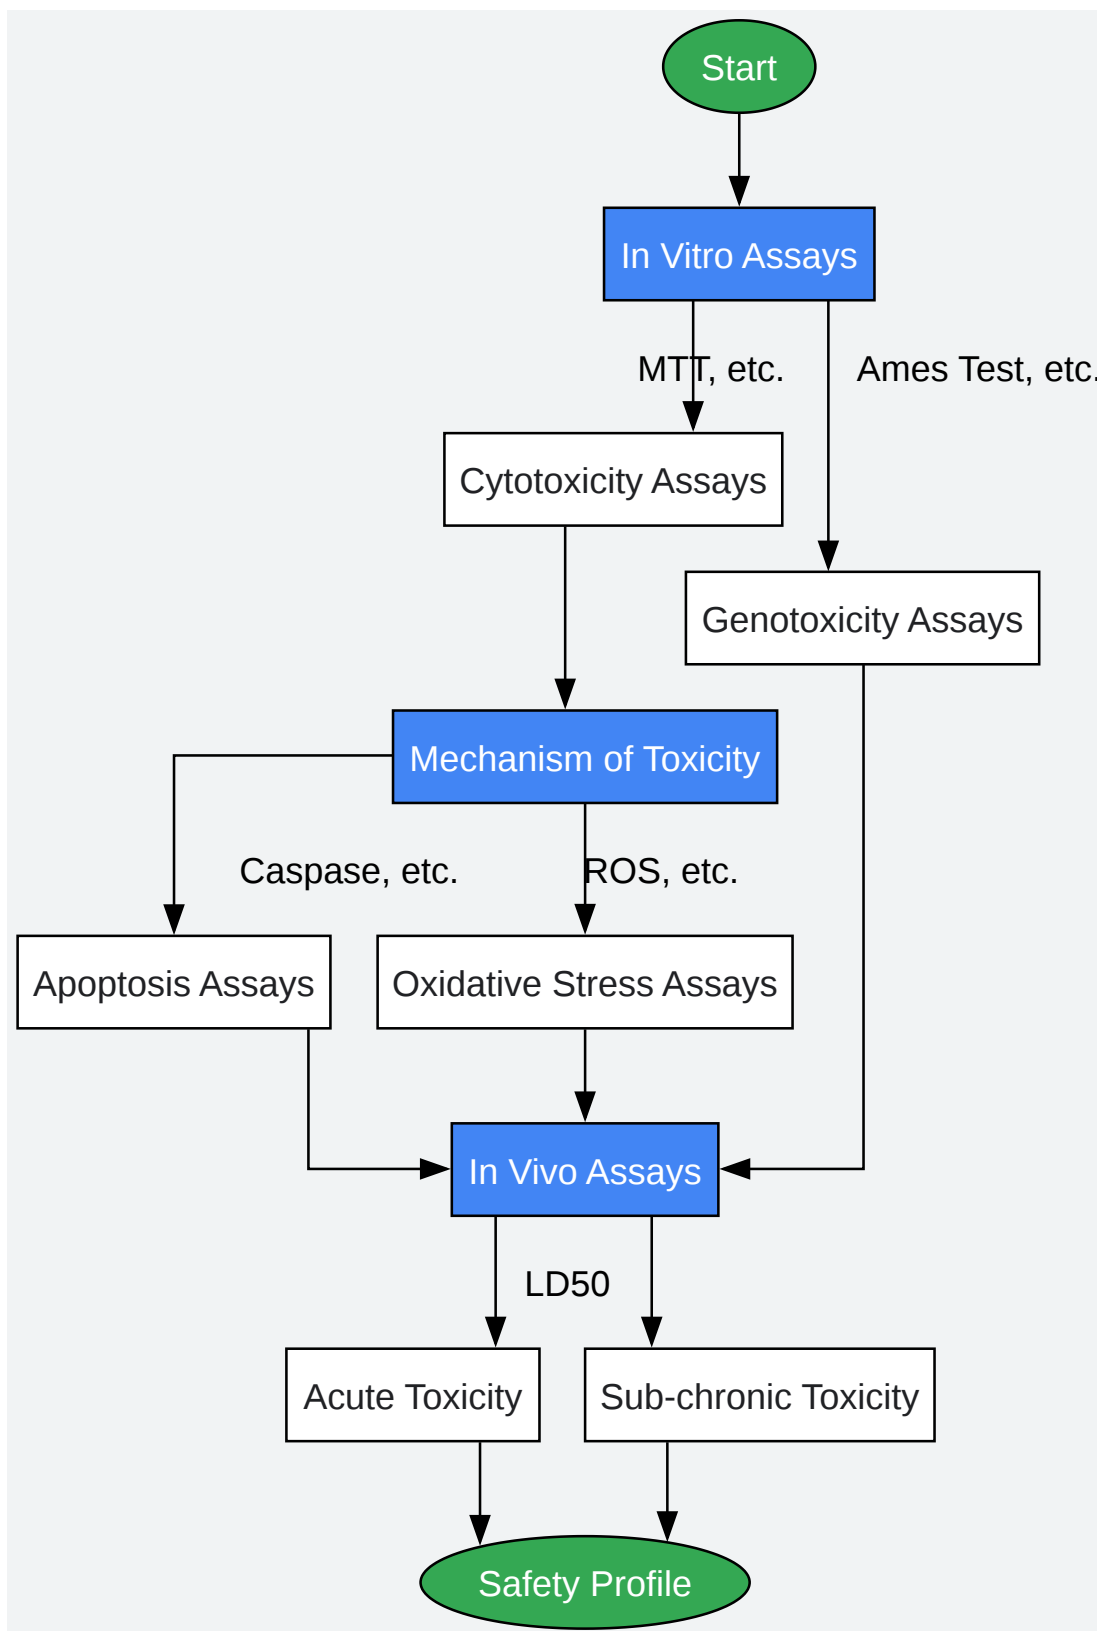 Start
In Vitro Assays
MTT, etc.
Ames Test, etc.
Cytotoxicity Assays
Genotoxicity Assays
Mechanism of Toxicity
Caspase, etc.
ROS, etc.
Apoptosis Assays
Oxidative Stress Assays
In Vivo Assays
LD50
Acute Toxicity
Sub-chronic Toxicity
Safety Profile